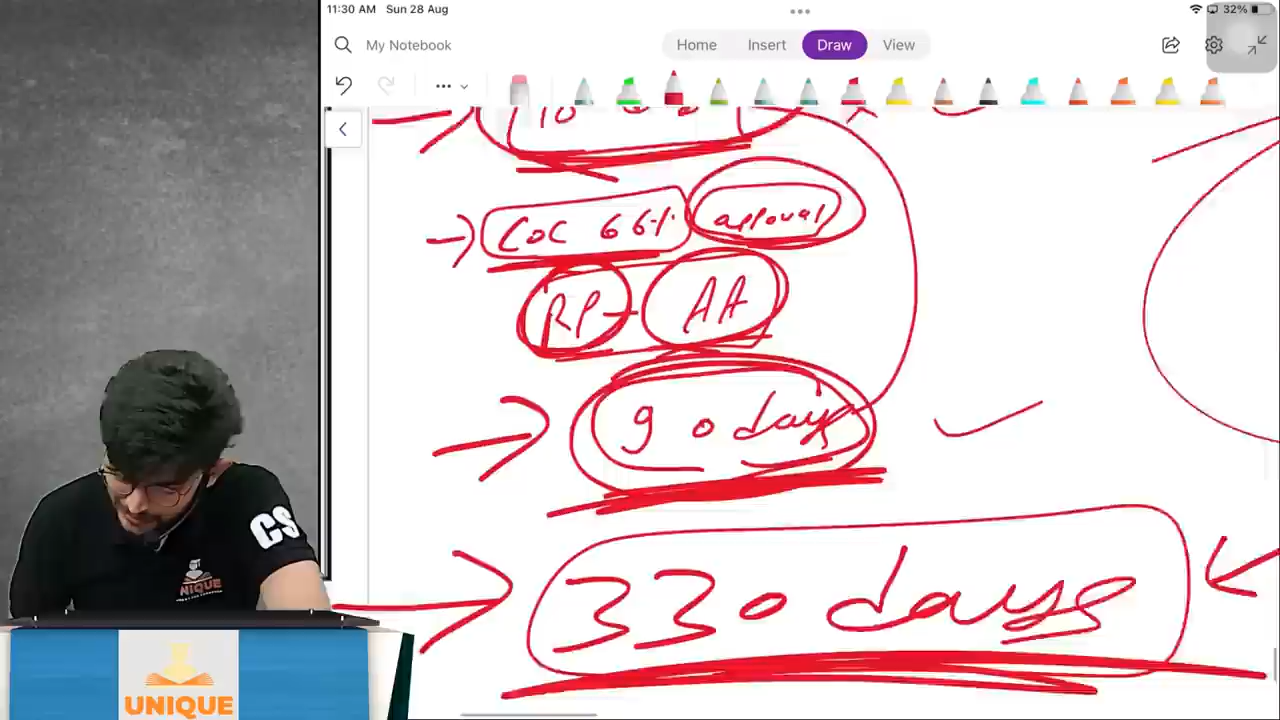 11:30 AM Sun 28 Aug
32%
My Notebook
Home Insert Draw View
COC 66%
RP - AA
90 days
330 days
CS
NIQUE
UNIQUE